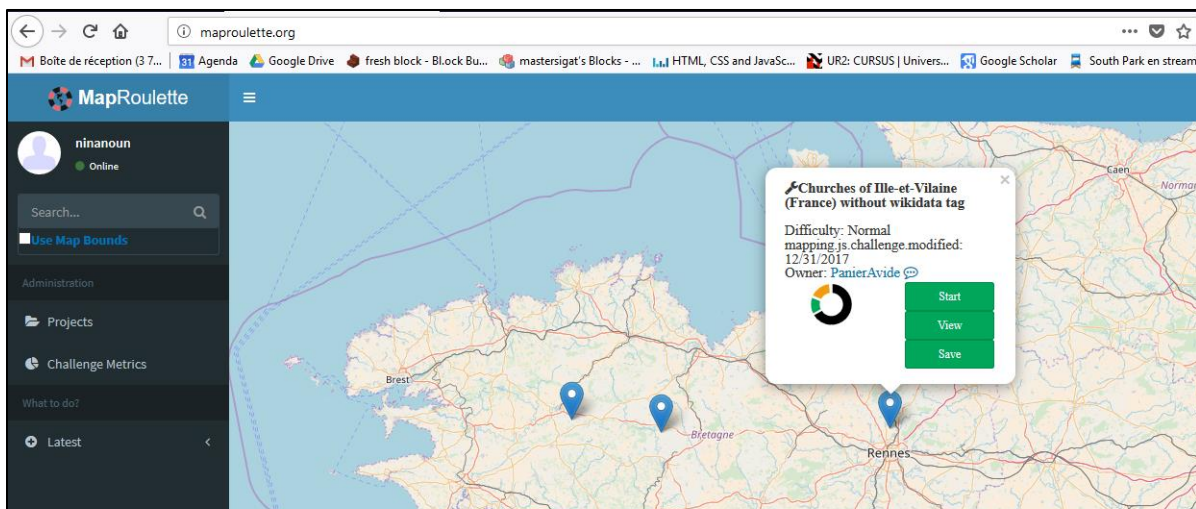 maproulette.org
Boîte de réception (3 7... Agenda Google Drive fresh block - Bl.ock Bu... mastersigat's Blocks - ... HTML, CSS and JavaSc... UR2: CURSUS | Univers... Google Scholar South Park en stream
MapRoulette
ninanoun
Online
Search...
Use Map Bounds
Administration
Projects
Challenge Metrics
What to do?
Latest
Caen
Norma
Churches of Ille-et-Vilaine
(France) without wikidata tag
Difficulty: Normal
mapping.js.challenge.modified:
12/31/2017
Owner: PanierAvide
Start
View
Save
Brest
Bretagne
Rennes